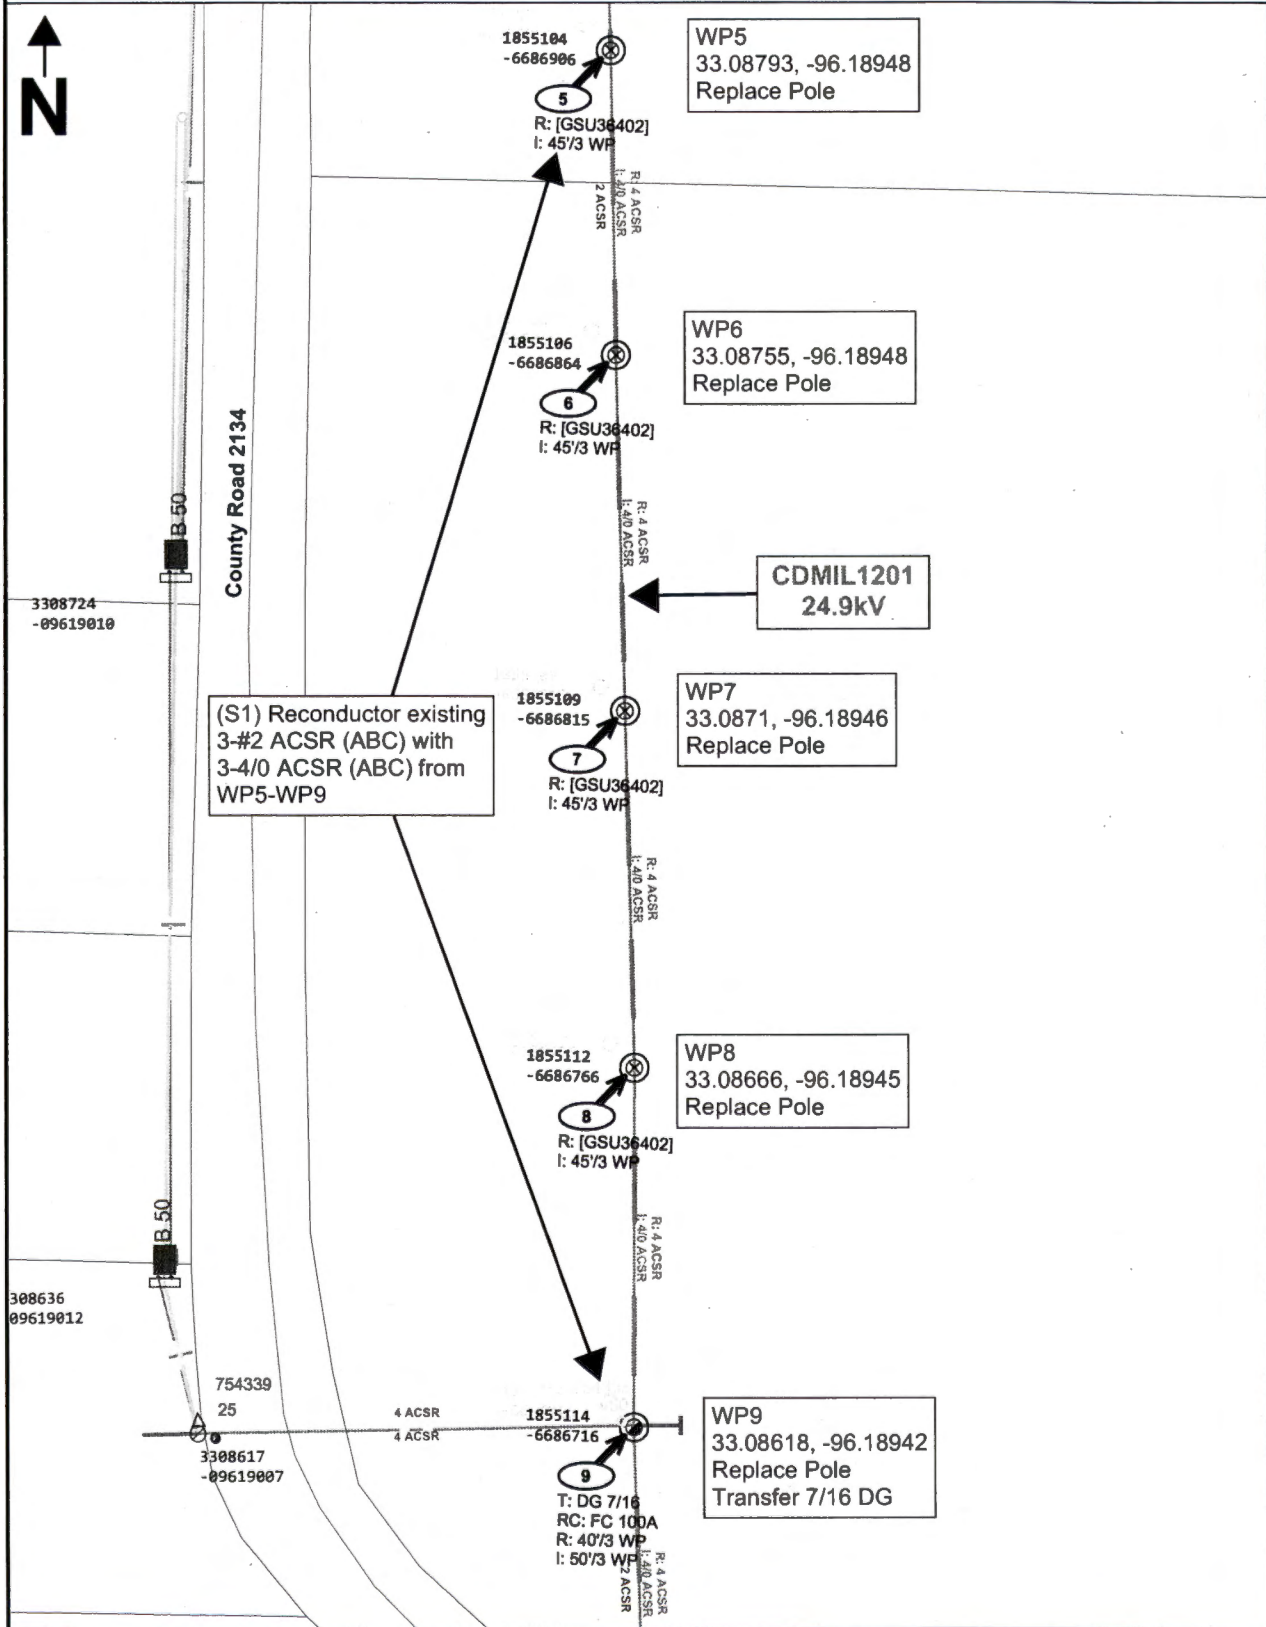 N
1855104
-6686906
5
R: [GSU36402]
I: 45'/3 WP
WP5
33.08793, -96.18948
Replace Pole
R: 4 ACSR
I: 4/0 ACSR
2 ACSR
1855106
-6686864
6
R: [GSU36402]
I: 45'/3 WP
WP6
33.08755, -96.18948
Replace Pole
County Road 2134
B 50
R: 4 ACSR
I: 4/0 ACSR
CDMIL1201
24.9kV
3308724
-09619010
(S1) Reconductor existing
3-#2 ACSR (ABC) with
3-4/0 ACSR (ABC) from
WP5-WP9
1855109
-6686815
7
R: [GSU36402]
I: 45'/3 WP
WP7
33.0871, -96.18946
Replace Pole
R: 4 ACSR
I: 4/0 ACSR
1855112
-6686766
8
R: [GSU36402]
I: 45'/3 WP
WP8
33.08666, -96.18945
Replace Pole
B 50
R: 4 ACSR
I: 4/0 ACSR
308636
09619012
754339
25
3308617
-09619007
4 ACSR
4 ACSR
1855114
-6686716
9
T: DG 7/16
RC: FC 100A
R: 40'/3 WP
I: 50'/3 WP
WP9
33.08618, -96.18942
Replace Pole
Transfer 7/16 DG
R: 4 ACSR
I: 4/0 ACSR
2 ACSR